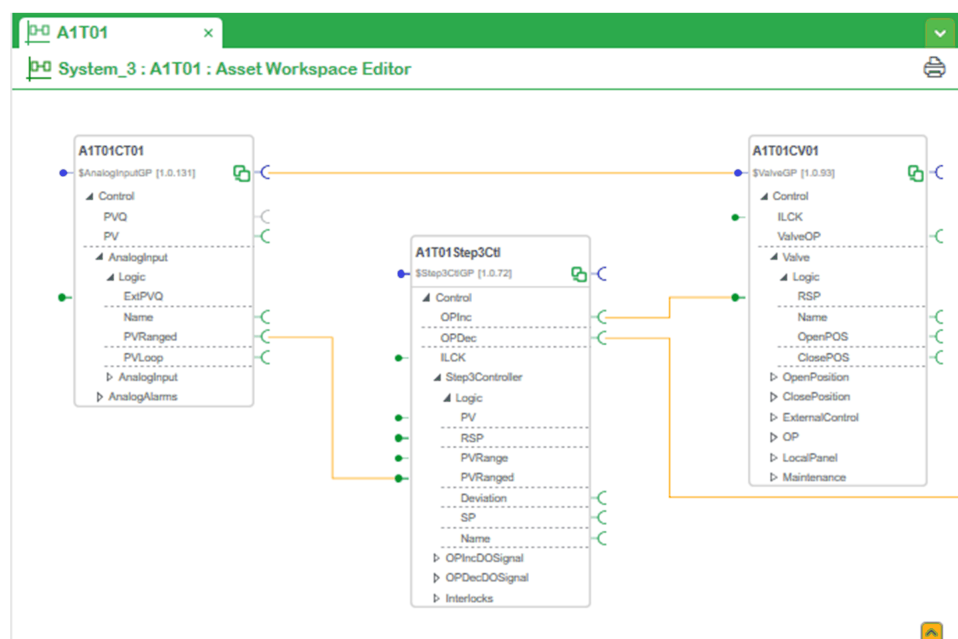 A1T01
System_3 : A1T01 : Asset Workspace Editor
A1T01CT01
$AnalogInputGP [1.0.131]
Control
PVQ
PV
AnalogInput
Logic
ExtPVQ
Name
PVRanged
PVLoop
AnalogInput
AnalogAlarms
A1T01Step3Ctl
$Step3CtlGP [1.0.72]
Control
OPInc
OPDec
ILCK
Step3Controller
Logic
PV
RSP
PVRange
PVRanged
Deviation
SP
Name
OPIncDOSignal
OPDecDOSignal
Interlocks
A1T01CV01
$ValveGP [1.0.93]
Control
ILCK
ValveOP
Valve
Logic
RSP
Name
OpenPOS
ClosePOS
OpenPosition
ClosePosition
ExternalControl
OP
LocalPanel
Maintenance